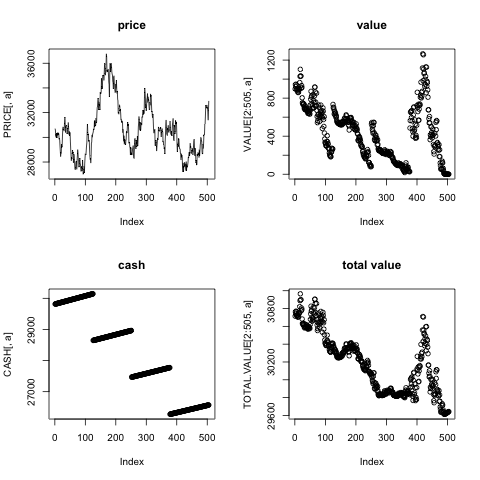 price
PRICE[, a]
28000 32000 36000
0 100 200 300 400 500
Index
value
VALUE[2:505, a]
0 400 800 1200
0 100 200 300 400 500
Index
cash
CASH[, a]
27000 29000
0 100 200 300 400 500
Index
total value
TOTAL.VALUE[2:505, a]
29600 30200 30800
0 100 200 300 400 500
Index